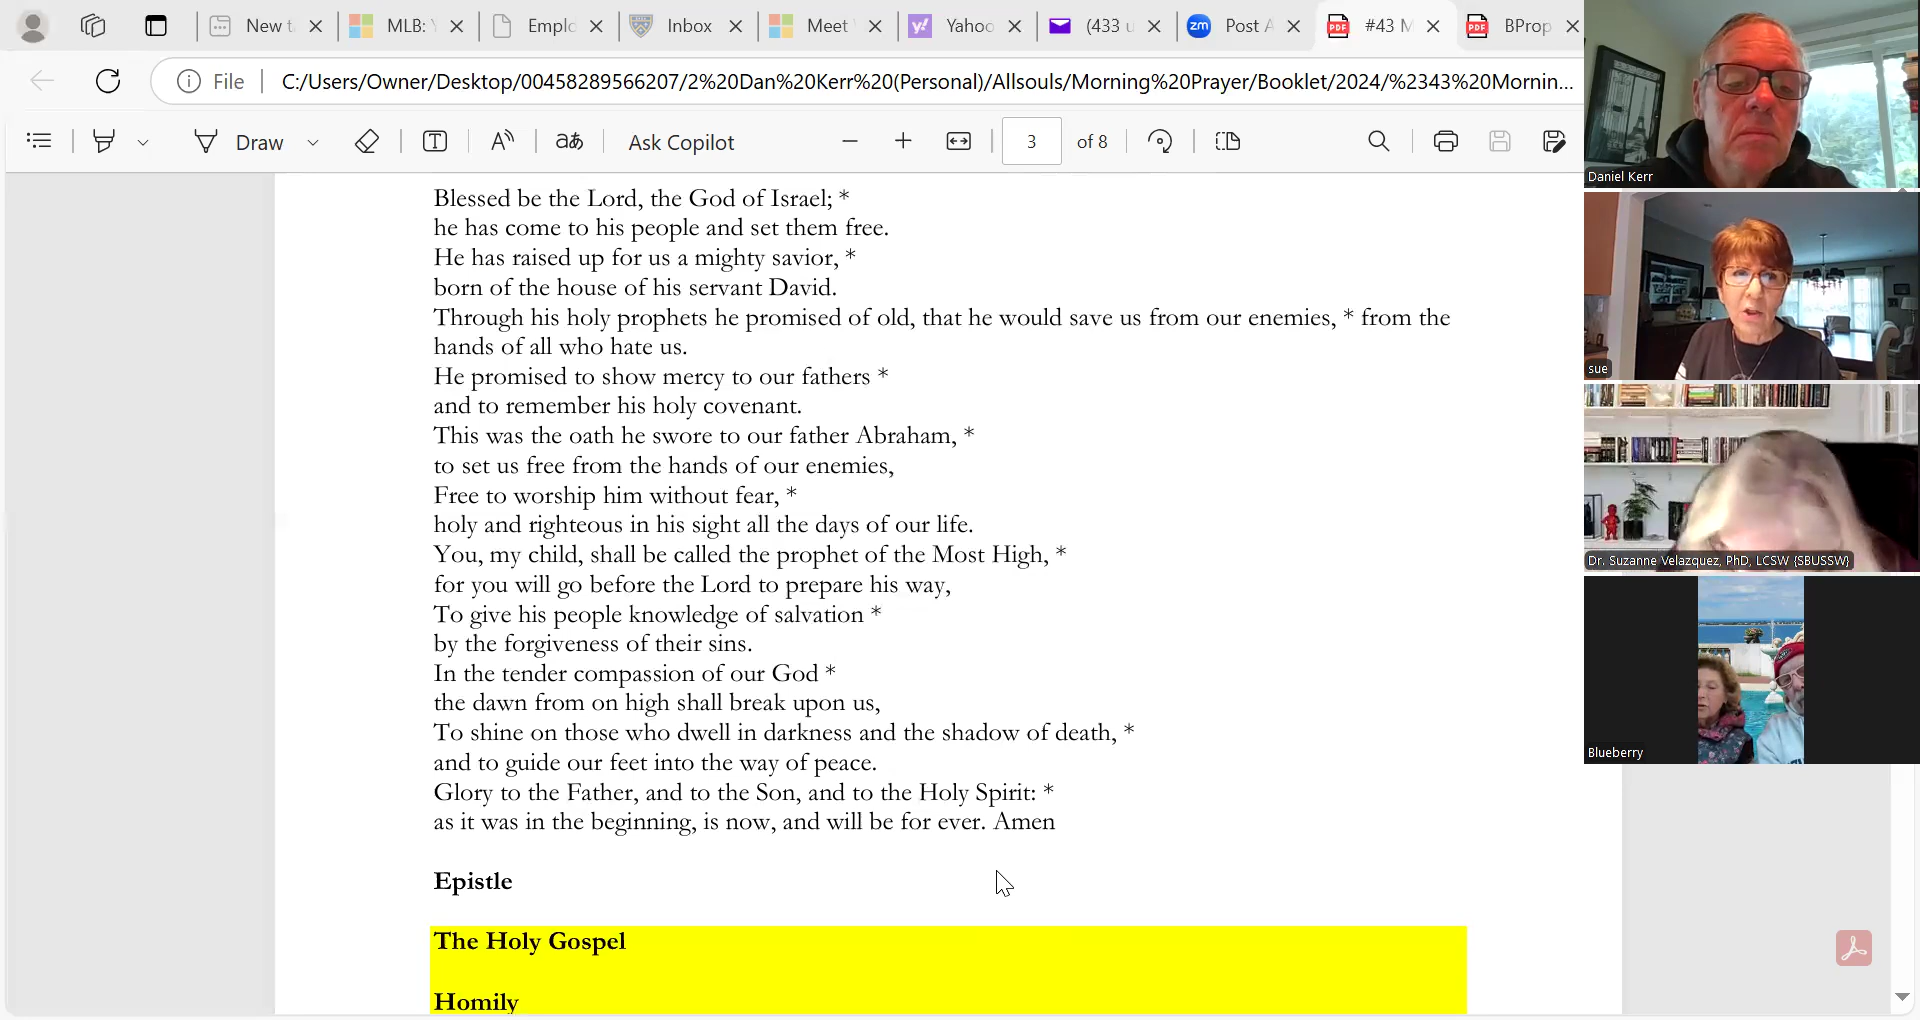 New t
MLB: Y
Emplo
Inbox
Meet
Yahoo
(433 u
zm
Post A
#43 M
BProp
File
C:/Users/Owner/Desktop/00458289566207/2%20Dan%20Kerr%20(Personal)/Allsouls/Morning%20Prayer/Booklet/2024/%2343%20Mornin...
Draw
Ask Copilot
3 of 8
Blessed be the Lord, the God of Israel; *
he has come to his people and set them free.
He has raised up for us a mighty savior, *
born of the house of his servant David.
Through his holy prophets he promised of old, that he would save us from our enemies, * from the
hands of all who hate us.
He promised to show mercy to our fathers *
and to remember his holy covenant.
This was the oath he swore to our father Abraham, *
to set us free from the hands of our enemies,
Free to worship him without fear, *
holy and righteous in his sight all the days of our life.
You, my child, shall be called the prophet of the Most High, *
for you will go before the Lord to prepare his way,
To give his people knowledge of salvation *
by the forgiveness of their sins.
In the tender compassion of our God *
the dawn from on high shall break upon us,
To shine on those who dwell in darkness and the shadow of death, *
and to guide our feet into the way of peace.
Glory to the Father, and to the Son, and to the Holy Spirit: *
as it was in the beginning, is now, and will be for ever. Amen
Epistle
The Holy Gospel
Homily
Daniel Kerr
sue
Dr. Suzanne Velazquez, PhD, LCSW {SBUSSW}
Blueberry